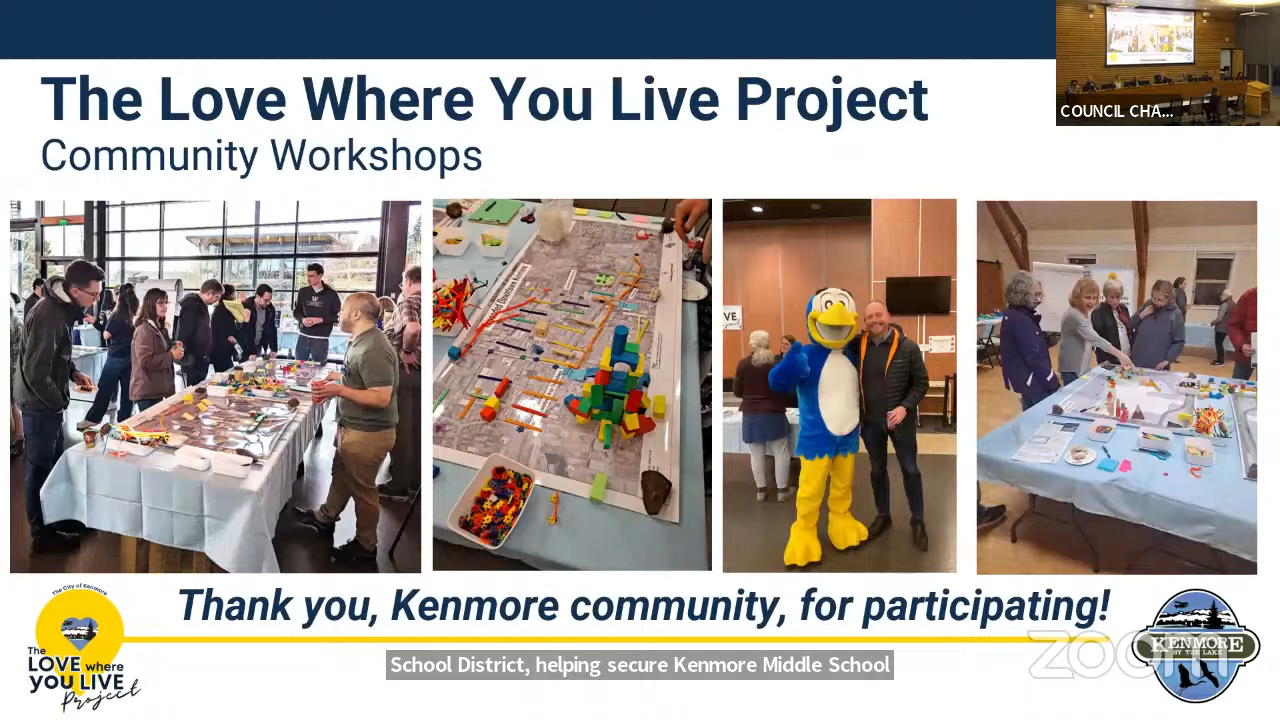 The Love Where You Live Project
Community Workshops
COUNCIL CHA...
Thank you, Kenmore community, for participating!
The City of Kenmore
The
LOVE where
YOU LIVE
Project
School District, helping secure Kenmore Middle School
zoom
KENMORE
BY THE LAKE